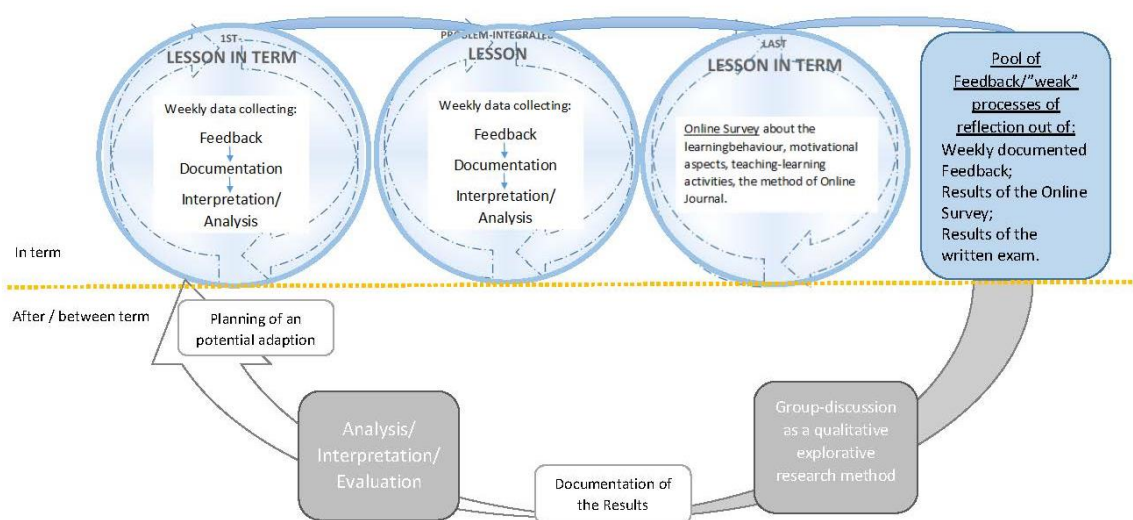 1ST
LESSON IN TERM
Weekly data collecting:
Feedback
Documentation
Interpretation/
Analysis
PROBLEM-INTEGRATED
LESSON
Weekly data collecting:
Feedback
Documentation
Interpretation/
Analysis
LAST
LESSON IN TERM
Online Survey about the
learningbehaviour, motivational
aspects, teaching-learning
activities, the method of Online
Journal.
Pool of
Feedback/"weak"
processes of
reflection out of:
Weekly documented
Feedback;
Results of the Online
Survey;
Results of the
written exam.
In term
After / between term
Planning of an
potential adaption
Analysis/
Interpretation/
Evaluation
Documentation of
the Results
Group-discussion
as a qualitative
explorative
research method